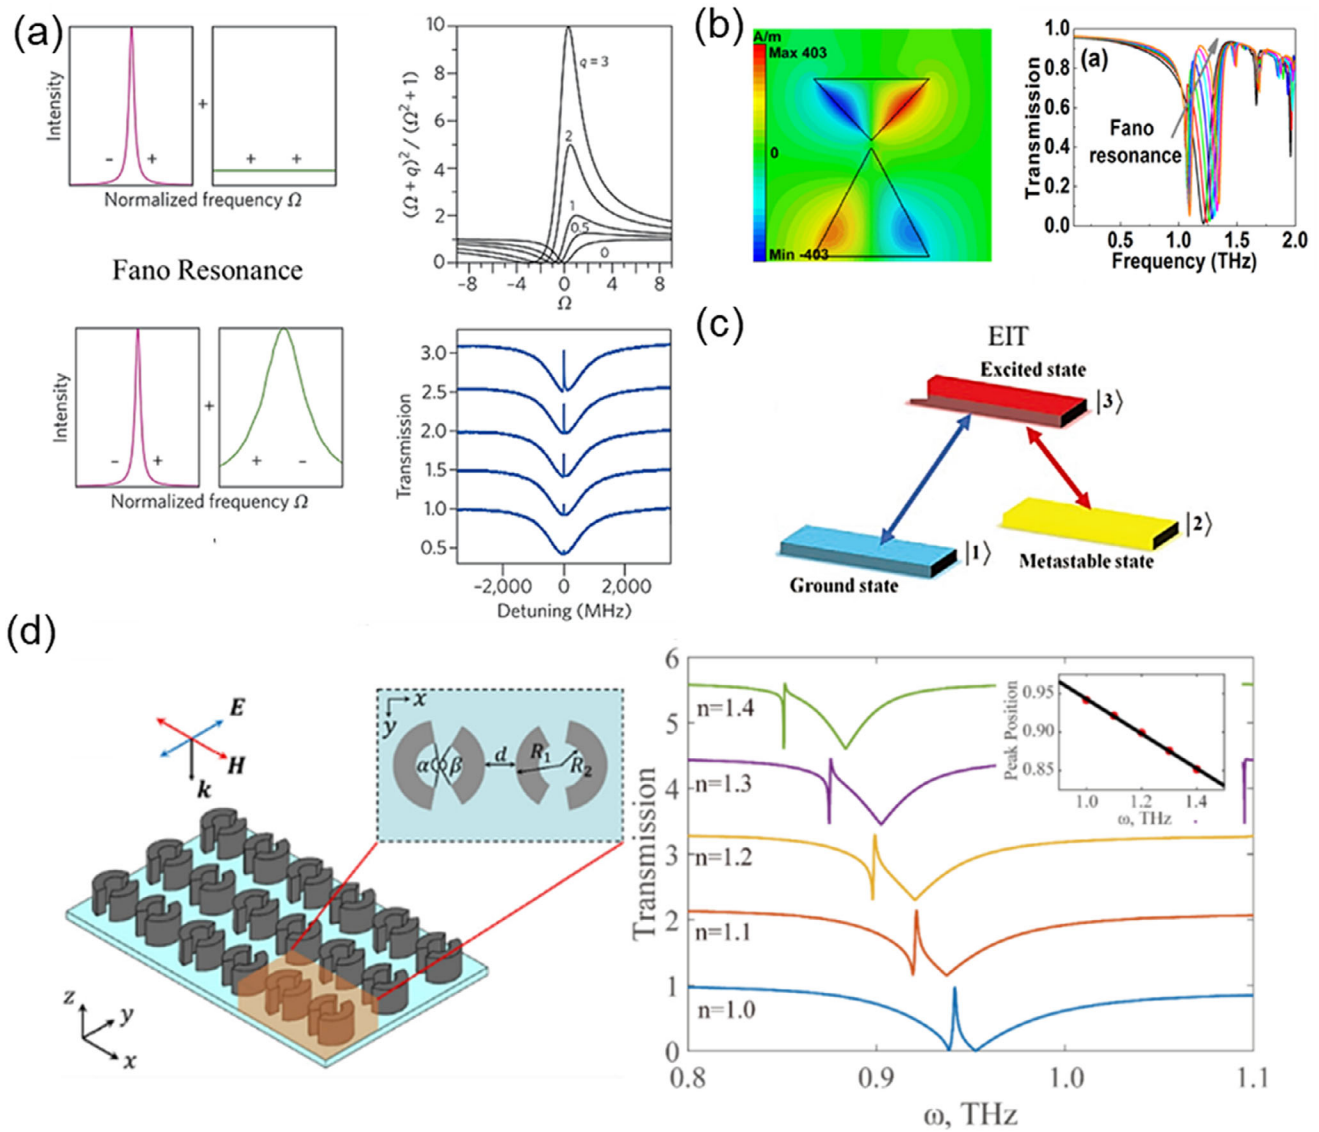 (a)
Intensity
- + + + +
Normalized frequency Ω
(Ω + q)² / (Ω² + 1)
10
8
6
4
2
0
q = 3
2
1
0.5
0
-8 -4 0 4 8
Ω
Fano Resonance
Intensity
- + + + -
Normalized frequency Ω
Transmission
3.0
2.5
2.0
1.5
1.0
0.5
-2,000 0 2,000
Detuning (MHz)
(b)
A/m
Max 403
0
Min -403
Transmission
1.0
0.8
0.6
0.4
0.2
0.0
(a)
Fano
resonance
0.5 1.0 1.5 2.0
Frequency (THz)
(c)
EIT
Excited state
|3⟩
|2⟩
|1⟩
Metastable state
Ground state
(d)
E
H
k
x
y
α β
d
R₁
R₂
z
y
x
Transmission
6
5
4
3
2
1
0
n=1.4
n=1.3
n=1.2
n=1.1
n=1.0
0.8 0.9 1.0 1.1
ω, THz
Peak Position
0.95
0.90
0.85
1.0 1.2 1.4
ω, THz